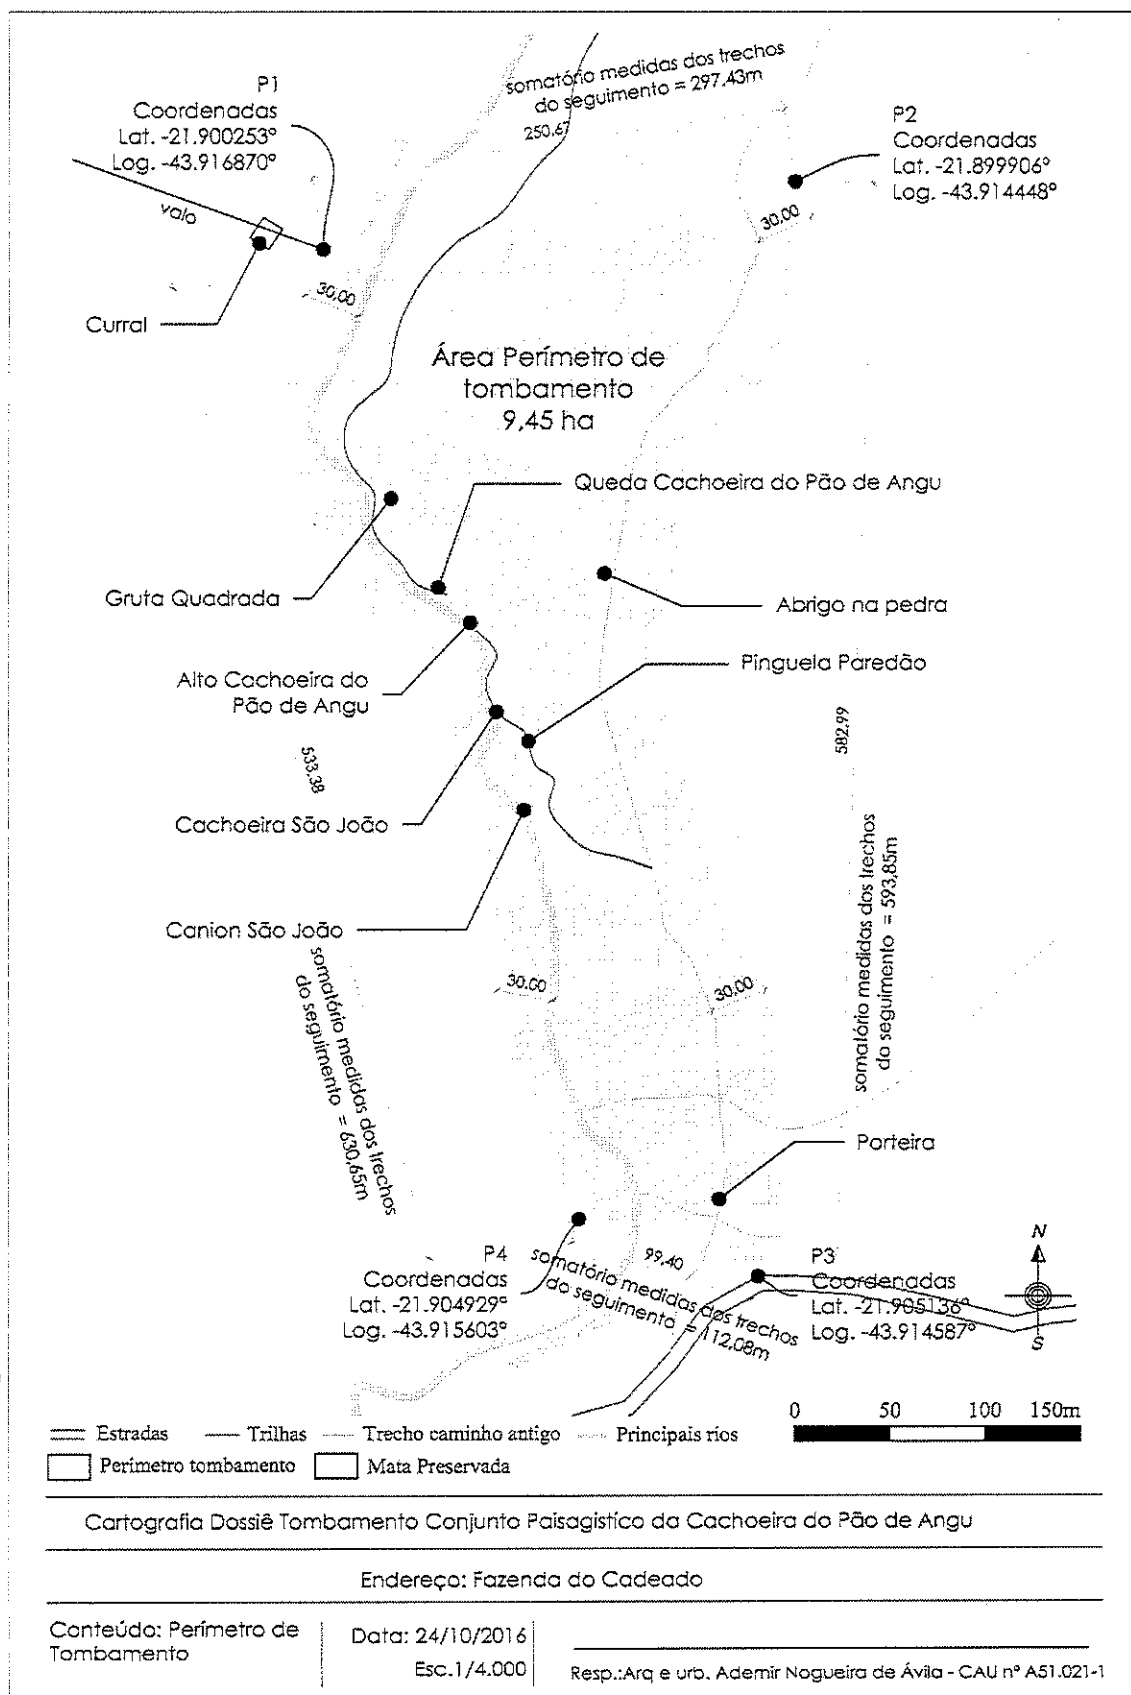 somatório medidas dos trechos
do seguimento = 297.43m
250.67
P1
Coordenadas
Lat. -21.900253°
Log. -43.916870°
P2
Coordenadas
Lat. -21.899906°
Log. -43.914448°
valo
30.00
30,00
Curral
Área Perímetro de
tombamento
9,45 ha
Queda Cachoeira do Pão de Angu
Gruta Quadrada
Abrigo na pedra
Pinguela Paredão
Alto Cachoeira do
Pão de Angu
533.38
582.99
Cachoeira São João
Canion São João
somatório medidas dos trechos
do seguimento = 593,85m
30.00
30,00
somatório medidas dos trechos
do seguimento = 630,65m
Porteira
N
S
P4
Coordenadas
Lat. -21.904929°
Log. -43.915603°
99,40
somatório medidas dos trechos
do seguimento = 112,08m
P3
Coordenadas
Lat. -21.905136°
Log. -43.914587°
0 50 100 150m
Estradas Trilhas Trecho caminho antigo Principais rios
Perímetro tombamento Mata Preservada
Cartografia Dossiê Tombamento Conjunto Paisagístico da Cachoeira do Pão de Angu
Endereço: Fazenda do Cadeado
Conteúdo: Perímetro de
Tombamento
Data: 24/10/2016
Esc.1/4.000
Resp.:Arq e urb. Ademir Nogueira de Ávila - CAU nº A51.021-1